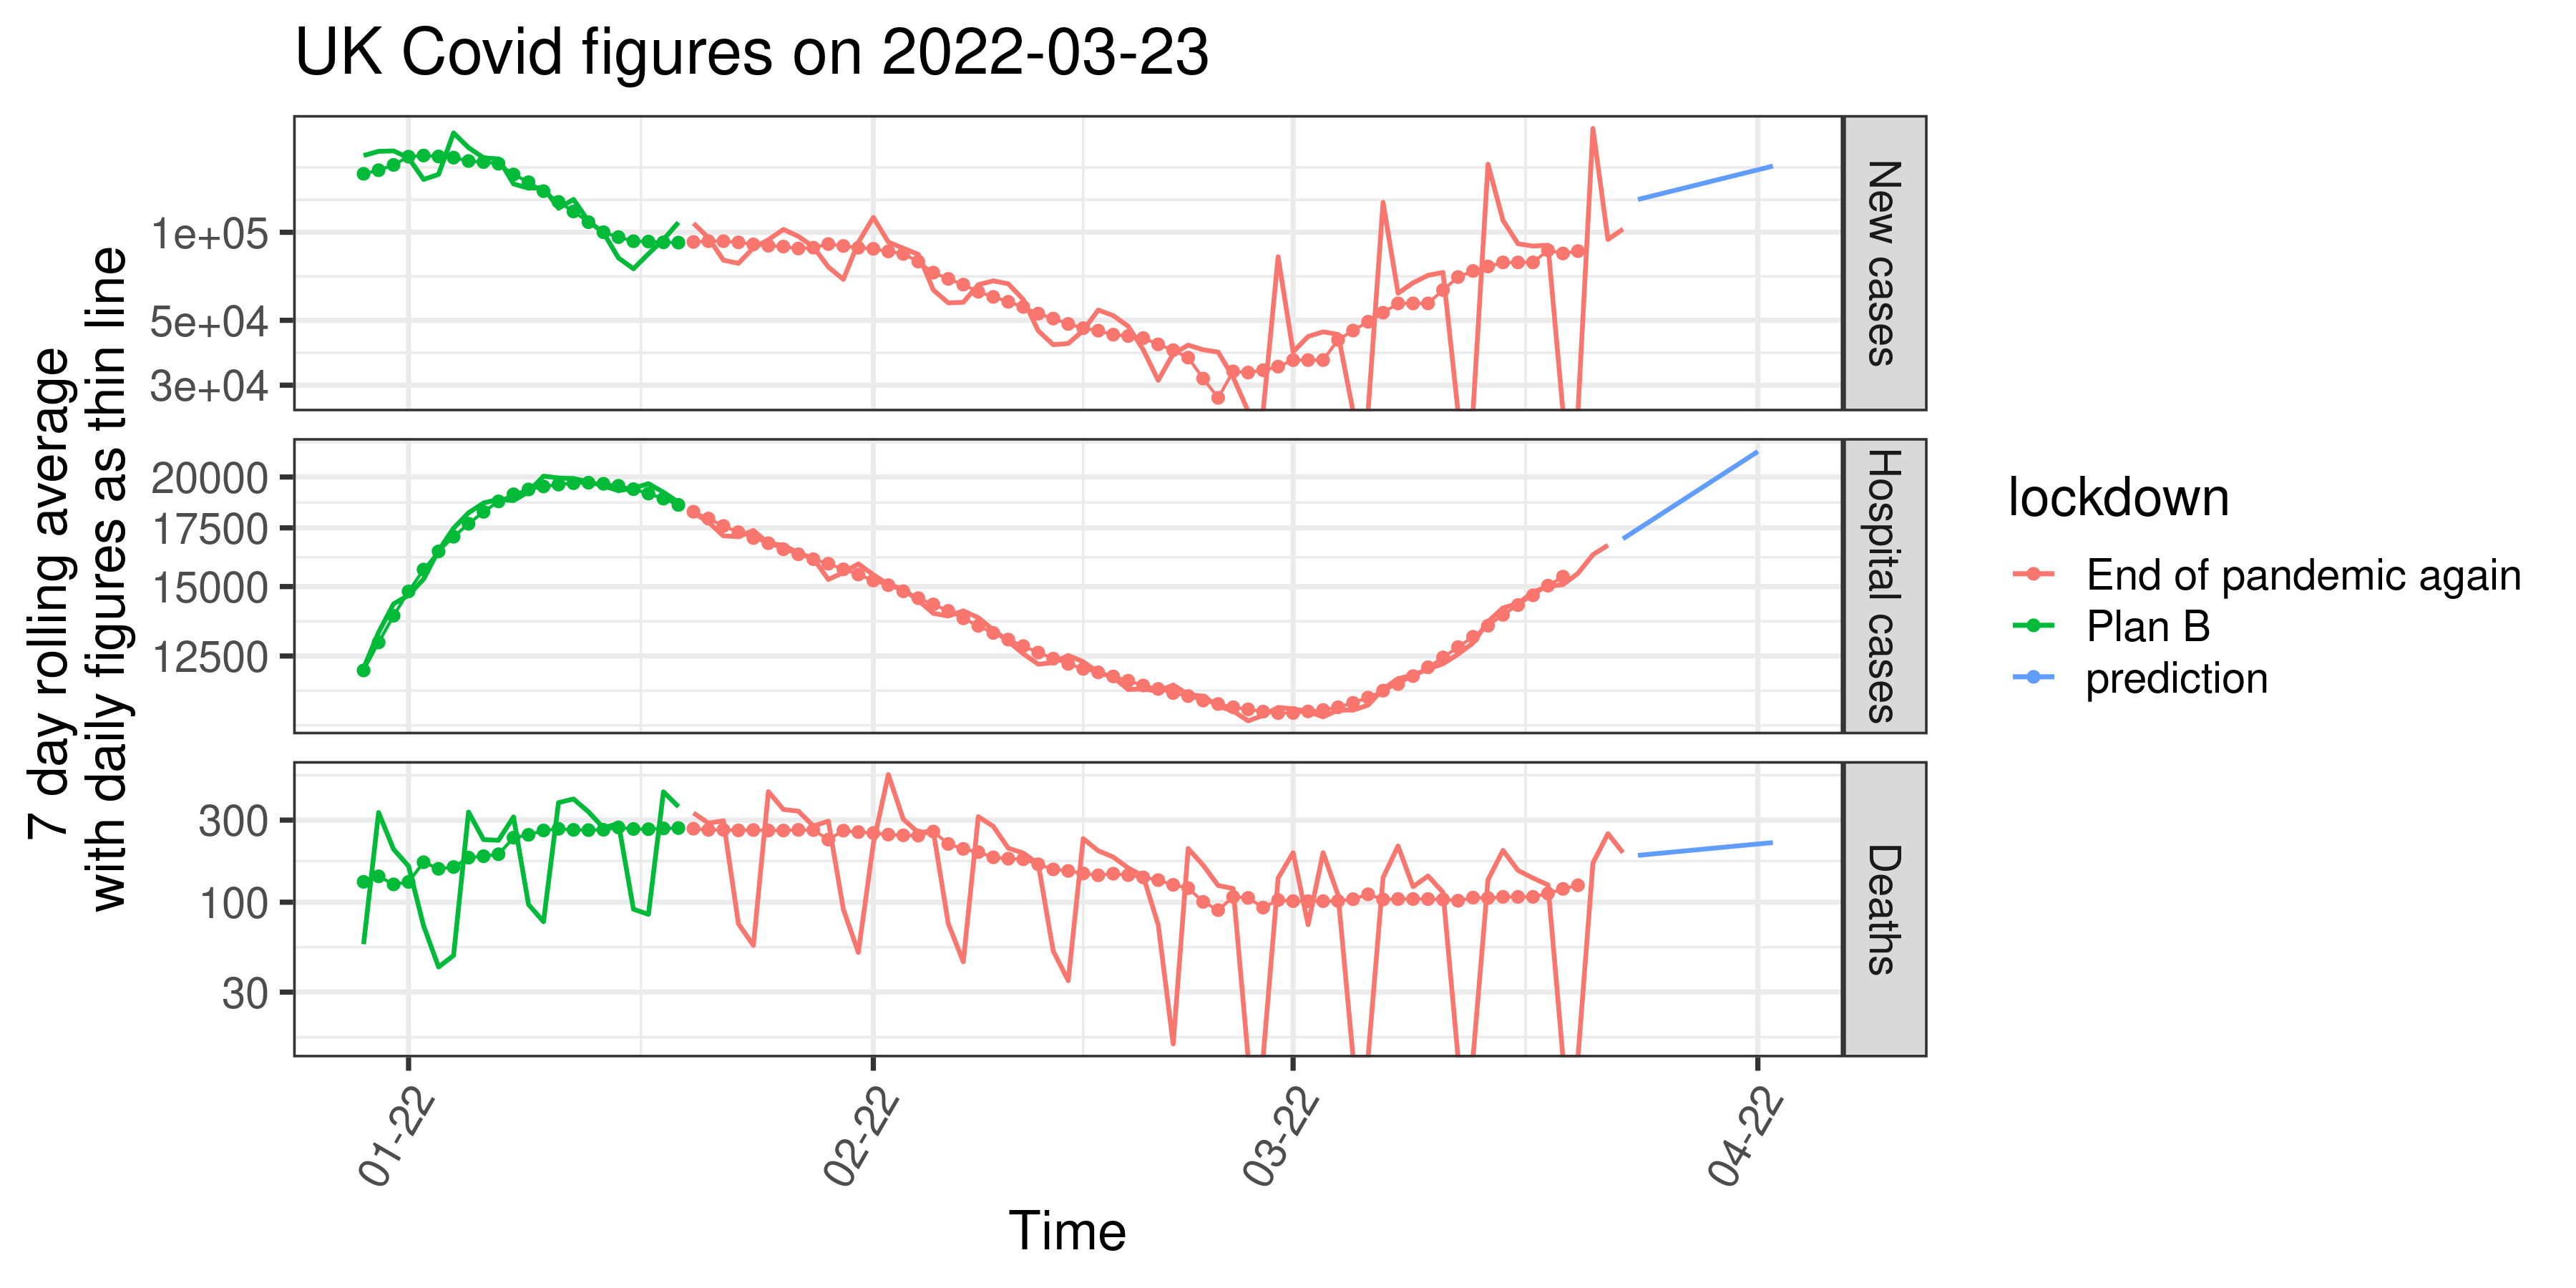 UK Covid figures on 2022-03-23
7 day rolling average
with daily figures as thin line
1e+05
5e+04
3e+04
New cases
20000
17500
15000
12500
Hospital cases
300
100
30
Deaths
01-22
02-22
03-22
04-22
Time
lockdown
End of pandemic again
Plan B
prediction